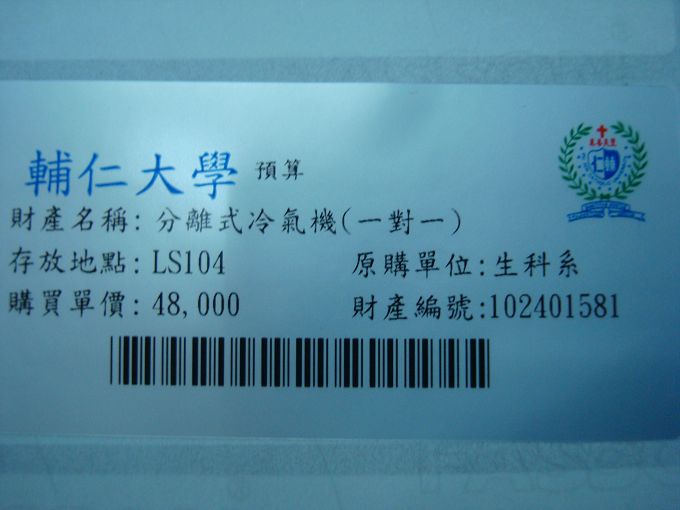 輔仁大學 預算
財產名稱: 分離式冷氣機(一對一)
存放地點: LS104 原購單位:生科系
購買單價: 48,000 財產編號:102401581